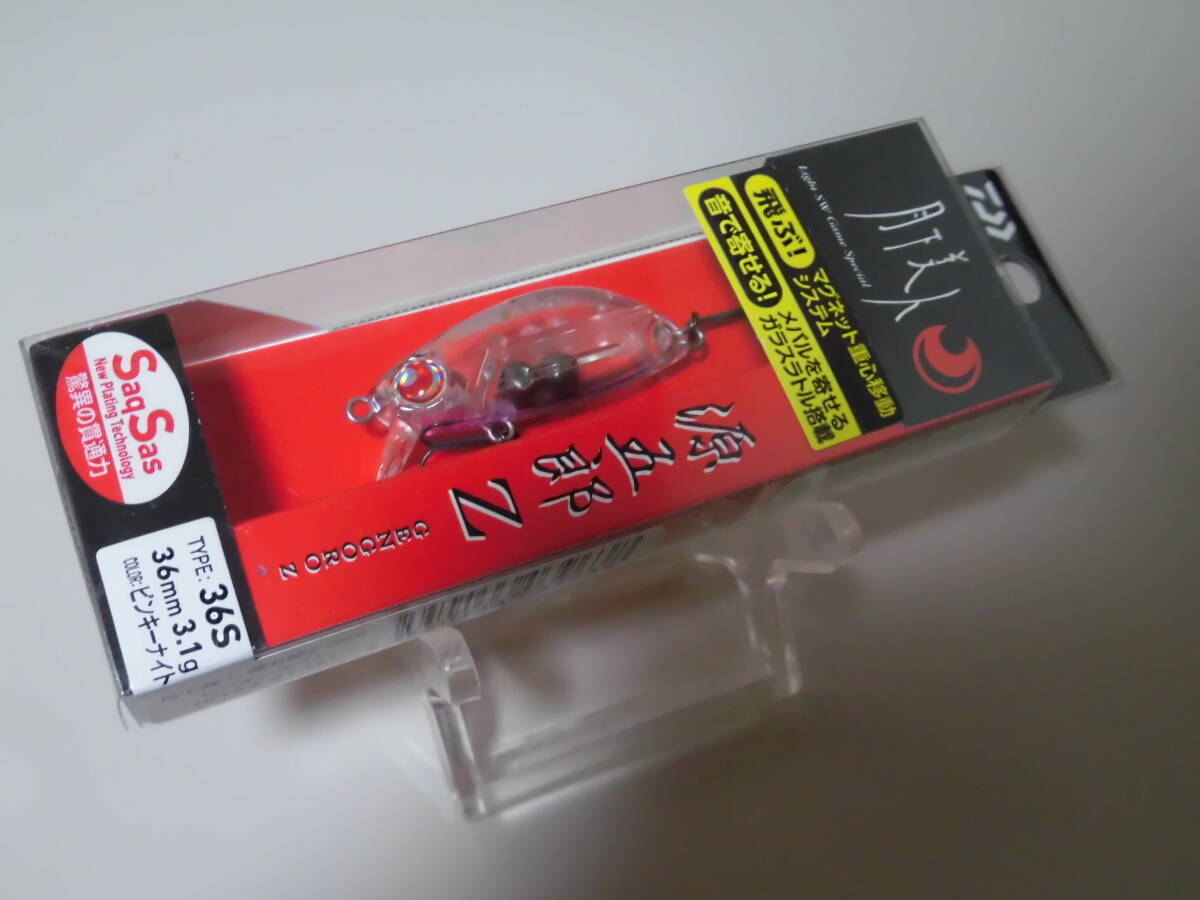 月下美人
Light SW Game Special
飛ぶ! マグネット重心移動
システム
音で寄せる! メバルを寄せる
ガラスラトル搭載
源五郎Z
GENGORO Z
SaqSas
New Plating Technology
驚異の貫通力
TYPE: 36S
36mm 3.1g
COLOR:ピンキーナイト